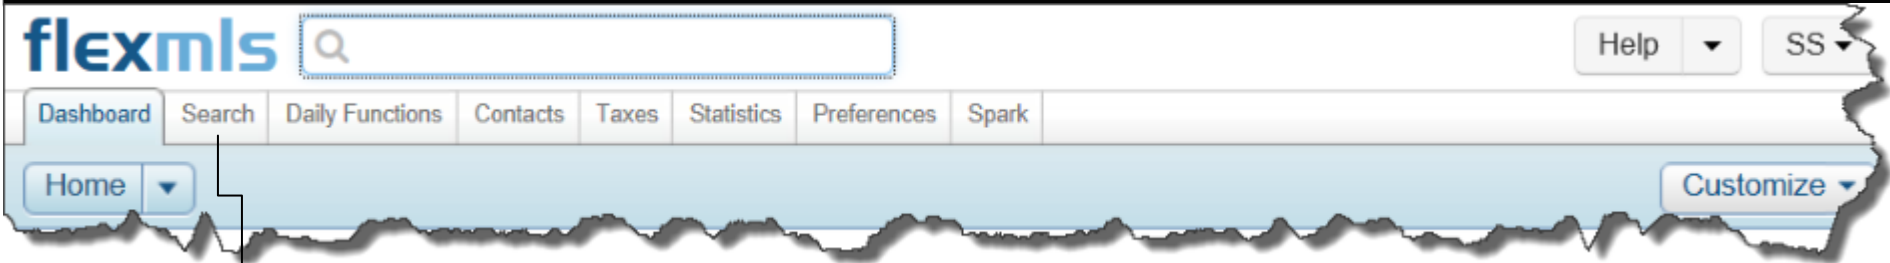 flexmls Help SS
Dashboard Search Daily Functions Contacts Taxes Statistics Preferences Spark
Home Customize